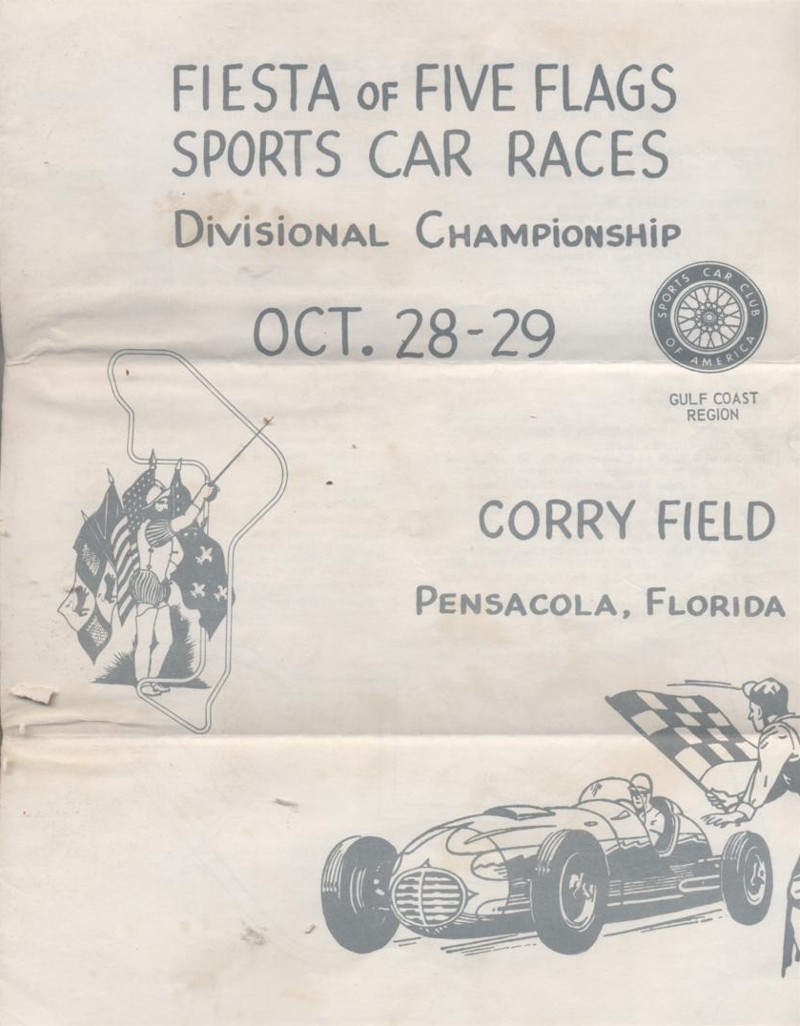 FIESTA OF FIVE FLAGS
SPORTS CAR RACES
DIVISIONAL CHAMPIONSHIP
OCT. 28-29
SPORTS CAR CLUB
OF AMERICA
GULF COAST
REGION
CORRY FIELD
PENSACOLA, FLORIDA